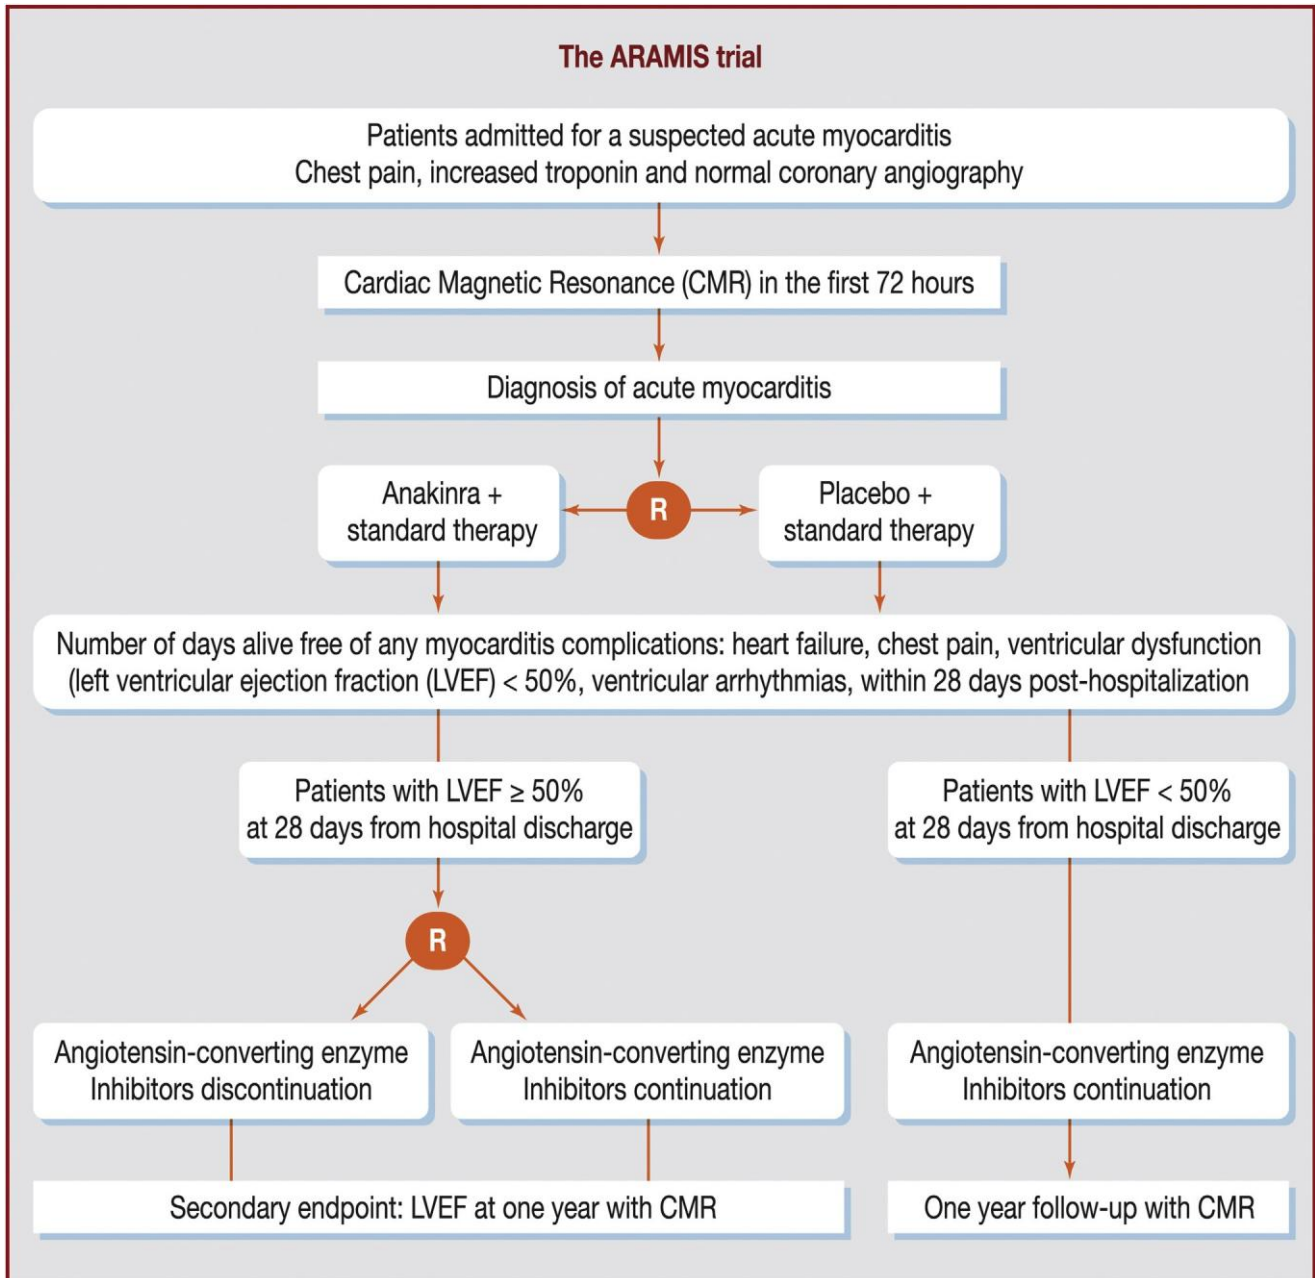 The ARAMIS trial
Patients admitted for a suspected acute myocarditis
Chest pain, increased troponin and normal coronary angiography
Cardiac Magnetic Resonance (CMR) in the first 72 hours
Diagnosis of acute myocarditis
Anakinra +
standard therapy
R
Placebo +
standard therapy
Number of days alive free of any myocarditis complications: heart failure, chest pain, ventricular dysfunction
(left ventricular ejection fraction (LVEF) < 50%, ventricular arrhythmias, within 28 days post-hospitalization
Patients with LVEF ≥ 50%
at 28 days from hospital discharge
Patients with LVEF < 50%
at 28 days from hospital discharge
R
Angiotensin-converting enzyme
Inhibitors discontinuation
Angiotensin-converting enzyme
Inhibitors continuation
Angiotensin-converting enzyme
Inhibitors continuation
Secondary endpoint: LVEF at one year with CMR
One year follow-up with CMR